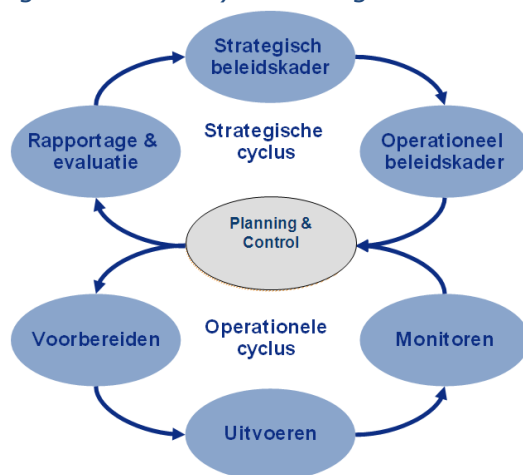 Strategisch
beleidskader
Rapportage &
evaluatie
Strategische
cyclus
Operationeel
beleidskader
Planning &
Control
Voorbereiden
Operationele
cyclus
Monitoren
Uitvoeren